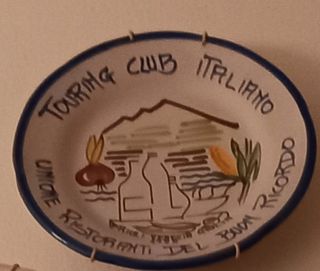 TOURING CLUB ITALIANO
UNIONE RISTORANTI DEL BUON RICORDO